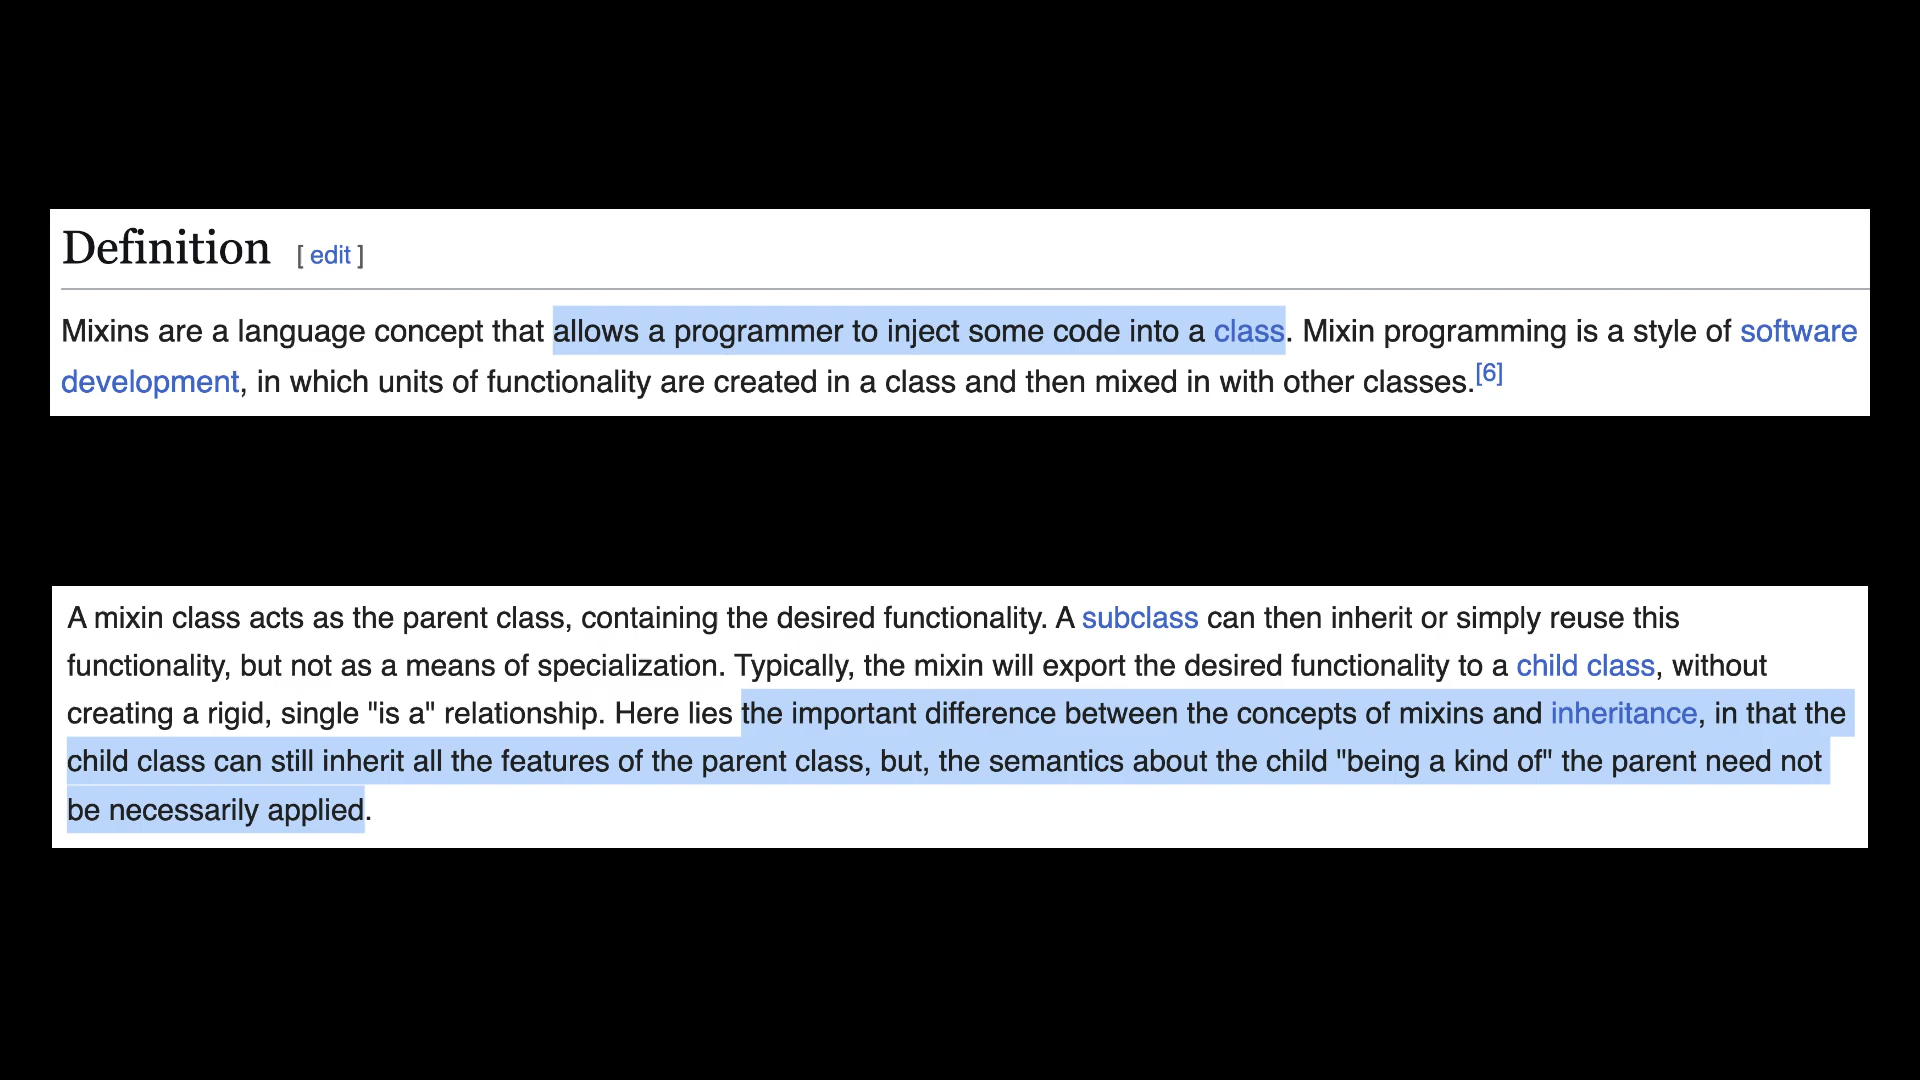 Definition [ edit ]
Mixins are a language concept that allows a programmer to inject some code into a class. Mixin programming is a style of software
development, in which units of functionality are created in a class and then mixed in with other classes.[6]
A mixin class acts as the parent class, containing the desired functionality. A subclass can then inherit or simply reuse this
functionality, but not as a means of specialization. Typically, the mixin will export the desired functionality to a child class, without
creating a rigid, single "is a" relationship. Here lies the important difference between the concepts of mixins and inheritance, in that the
child class can still inherit all the features of the parent class, but, the semantics about the child "being a kind of" the parent need not
be necessarily applied.